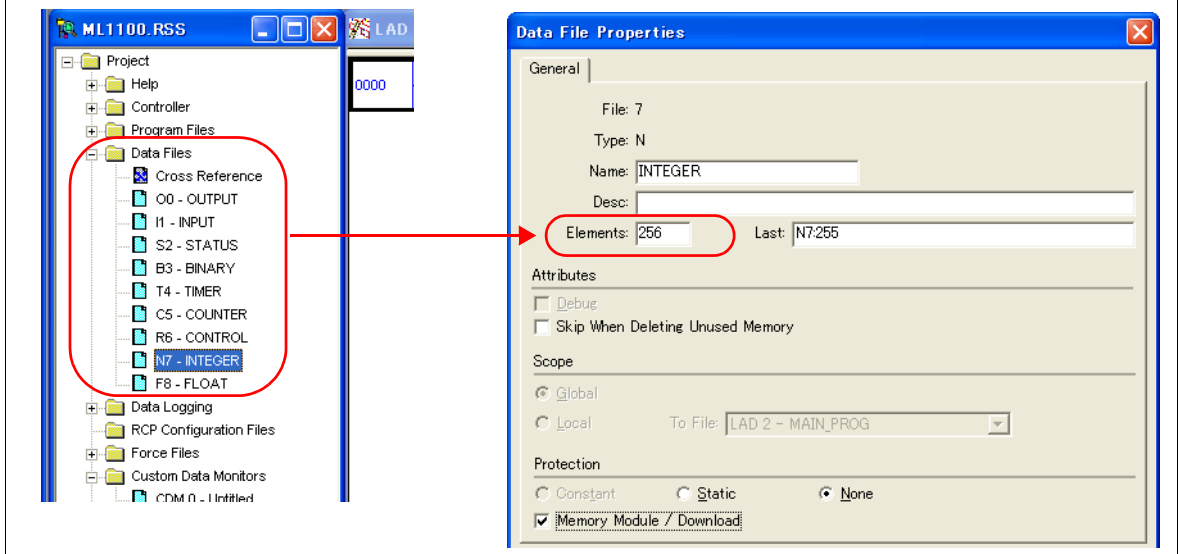 ML1100.RSS
LAD
Project
Help
Controller
0000
Program Files
Data Files
Cross Reference
O0 - OUTPUT
I1 - INPUT
S2 - STATUS
B3 - BINARY
T4 - TIMER
C5 - COUNTER
R6 - CONTROL
N7 - INTEGER
F8 - FLOAT
Data Logging
RCP Configuration Files
Force Files
Custom Data Monitors
CDM 0 - Untitled
Data File Properties
General
File: 7
Type: N
Name: INTEGER
Desc:
Elements: 256 Last: N7:255
Attributes
Debug
Skip When Deleting Unused Memory
Scope
Global
Local To File: LAD 2 - MAIN_PROG
Protection
Constant Static None
Memory Module / Download